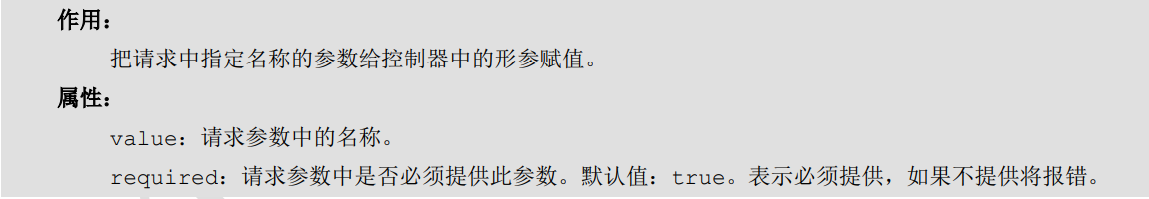 作用：
把请求中指定名称的参数给控制器中的形参赋值。
属性：
value：请求参数中的名称。
required：请求参数中是否必须提供此参数。默认值：true。表示必须提供，如果不提供将报错。